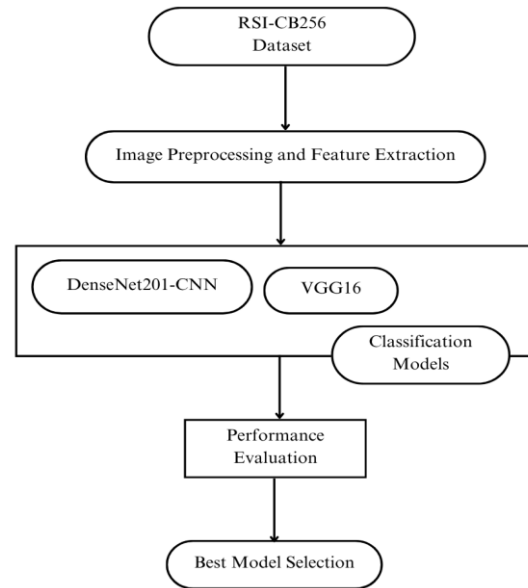 RSI-CB256
Dataset
Image Preprocessing and Feature Extraction
DenseNet201-CNN
VGG16
Classification
Models
Performance
Evaluation
Best Model Selection